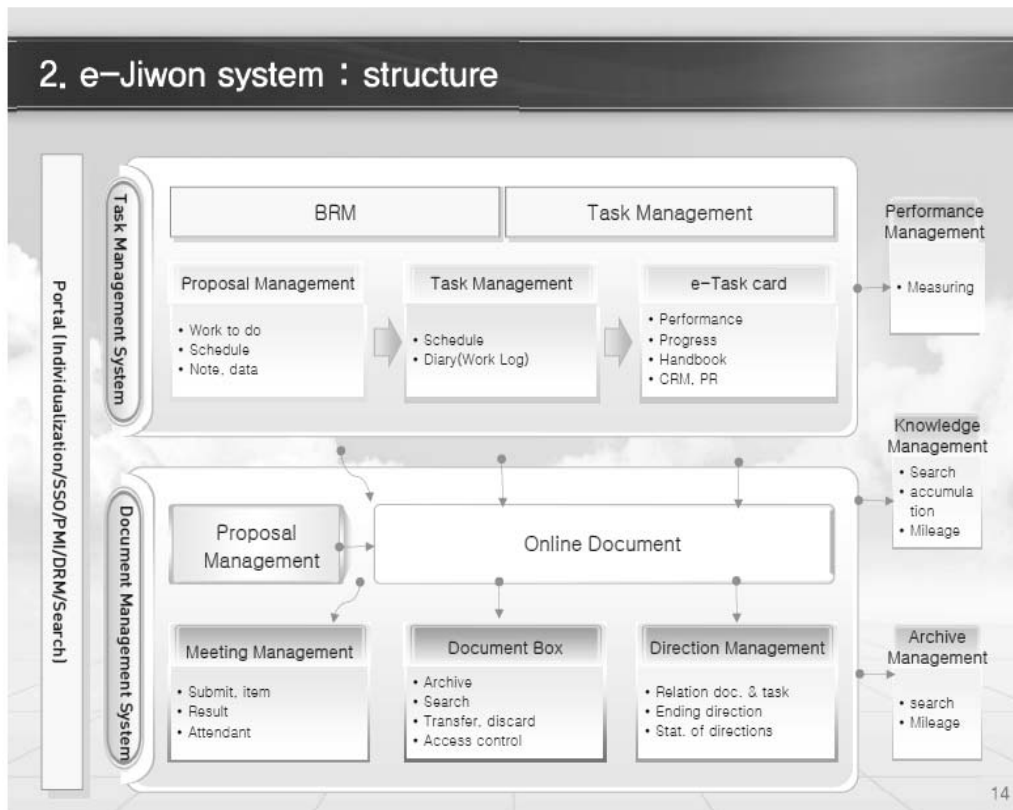 2. e-Jiwon system : structure
Portal (Individualization/SSO/PMI/DRM/Search)
Task Management System
BRM
Task Management
Proposal Management
• Work to do
• Schedule
• Note, data
Task Management
• Schedule
• Diary(Work Log)
e-Task card
• Performance
• Progress
• Handbook
• CRM, PR
Performance
Management
• Measuring
Knowledge
Management
• Search
• accumula
tion
• Mileage
Document Management System
Proposal
Management
Online Document
Meeting Management
• Submit, item
• Result
• Attendant
Document Box
• Archive
• Search
• Transfer, discard
• Access control
Direction Management
• Relation doc. & task
• Ending direction
• Stat. of directions
Archive
Management
• search
• Mileage
14